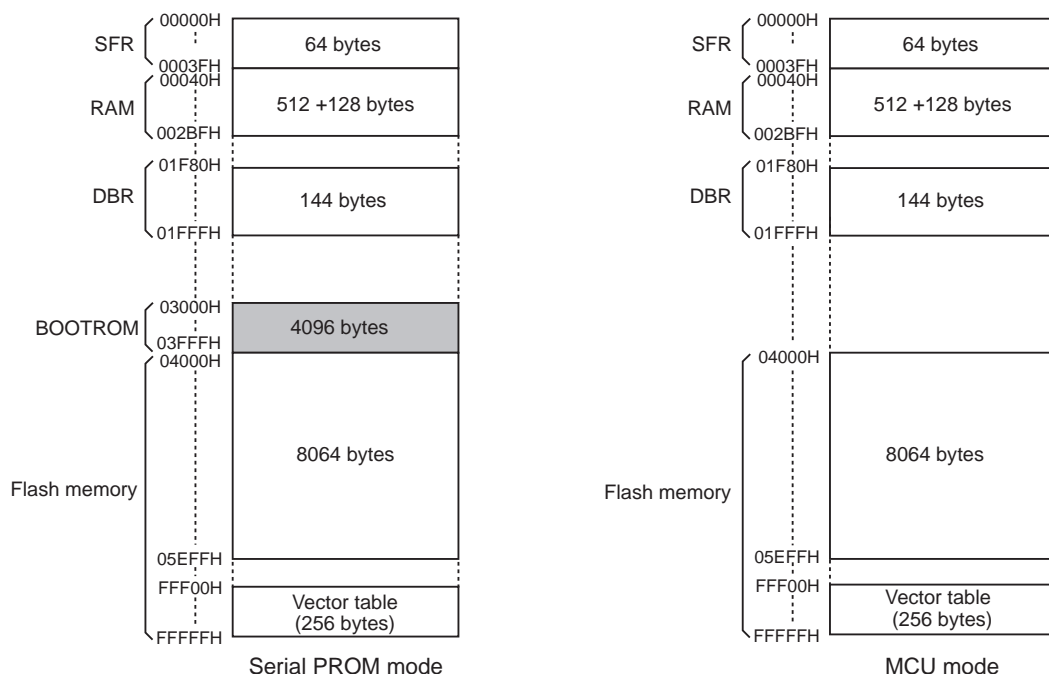 00000H
SFR
64 bytes
0003FH
00040H
RAM
512 +128 bytes
002BFH
01F80H
DBR
144 bytes
01FFFH
03000H
BOOTROM
4096 bytes
03FFFH
04000H
8064 bytes
Flash memory
05EFFH
FFF00H
Vector table
(256 bytes)
FFFFFH
Serial PROM mode
00000H
SFR
64 bytes
0003FH
00040H
RAM
512 +128 bytes
002BFH
01F80H
DBR
144 bytes
01FFFH
04000H
8064 bytes
Flash memory
05EFFH
FFF00H
Vector table
(256 bytes)
FFFFFH
MCU mode